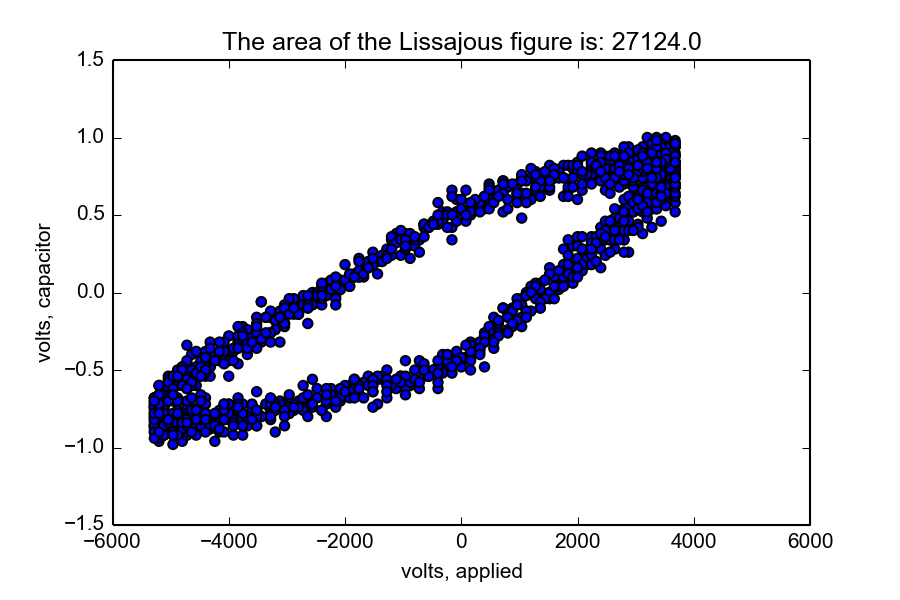 The area of the Lissajous figure is: 27124.0
1.5
1.0
0.5
0.0
−0.5
−1.0
−1.5
volts, capacitor
−6000 −4000 −2000 0 2000 4000 6000
volts, applied